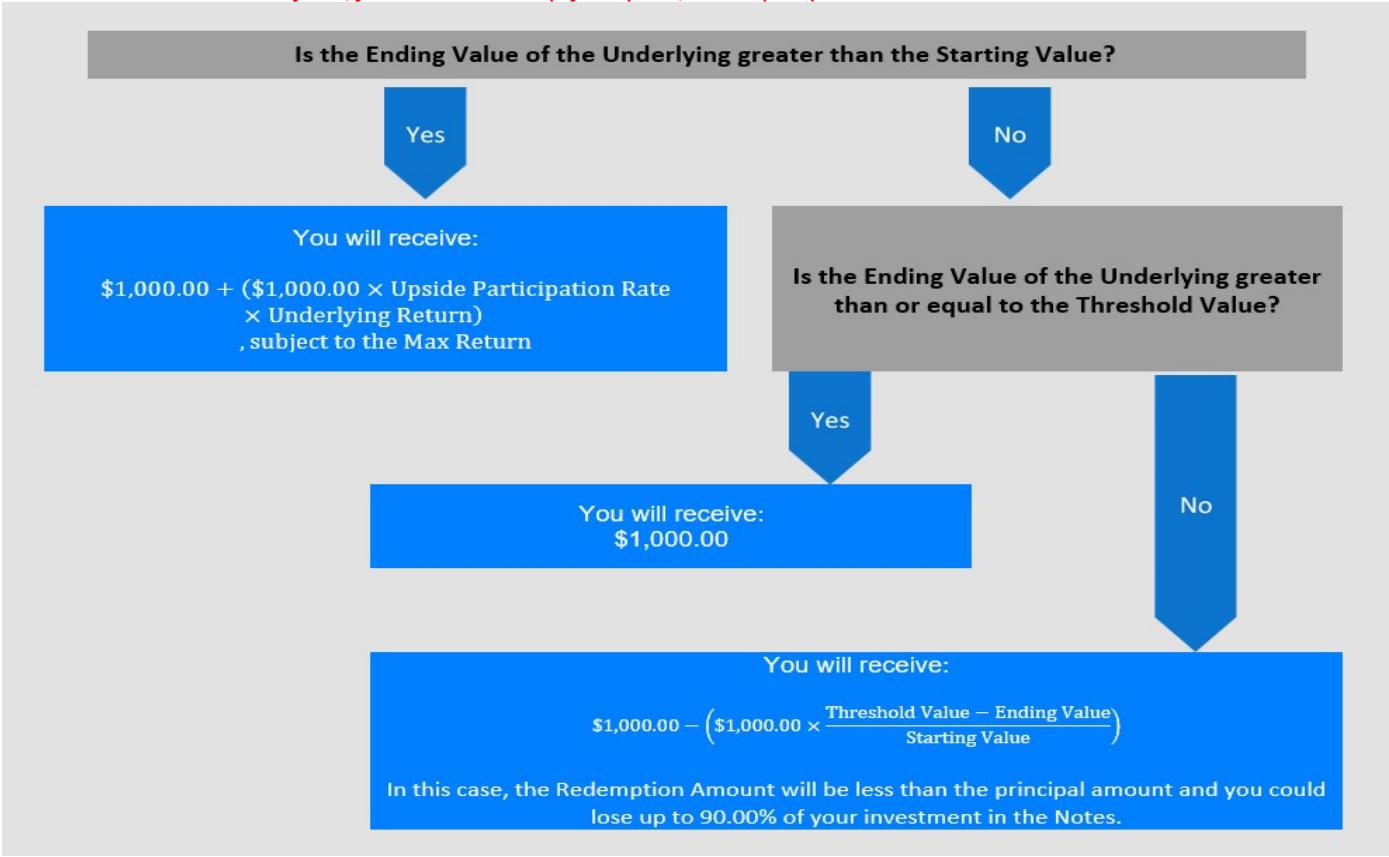 Is the Ending Value of the Underlying greater than the Starting Value?
Yes
No
You will receive:
$1,000.00 + ($1,000.00 × Upside Participation Rate
× Underlying Return)
, subject to the Max Return
Is the Ending Value of the Underlying greater
than or equal to the Threshold Value?
Yes
No
You will receive:
$1,000.00
You will receive:
$1,000.00 − ($1,000.00 × Threshold Value − Ending Value
Starting Value)
In this case, the Redemption Amount will be less than the principal amount and you could
lose up to 90.00% of your investment in the Notes.